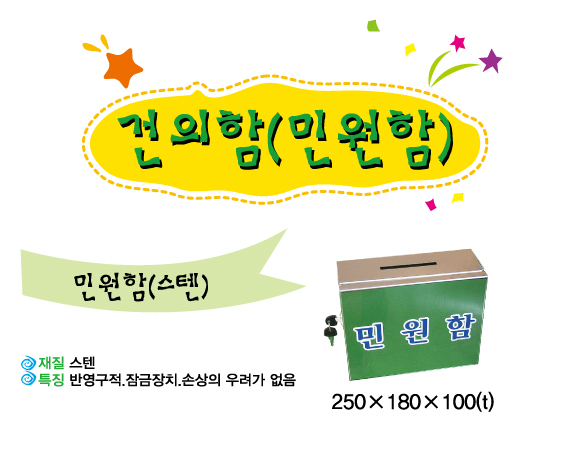 건의함(민원함)
민원함(스텐)
민원함
재질 스텐
특징 반영구적.잠금장치.손상의 우려가 없음
250×180×100(t)